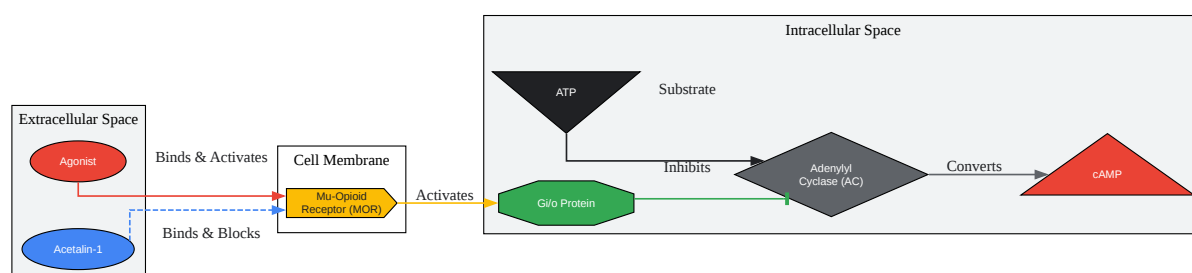 Intracellular Space
ATP
Substrate
Extracellular Space
Agonist
Binds & Activates
Cell Membrane
Inhibits
Adenylyl
Cyclase (AC)
Converts
cAMP
Mu-Opioid
Receptor (MOR)
Activates
Gi/o Protein
Binds & Blocks
Acetalin-1